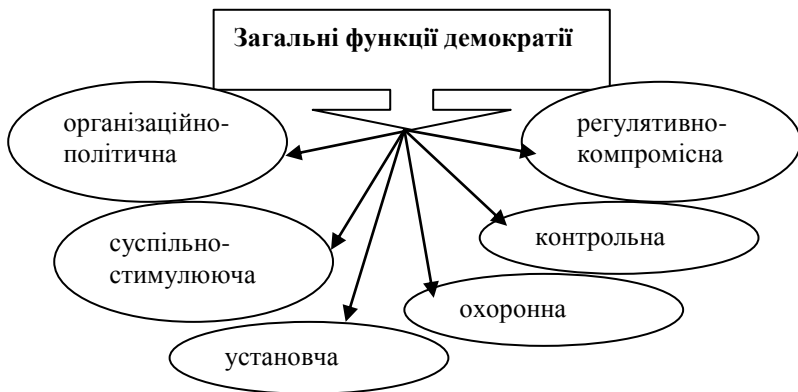 Загальні функції демократії
організаційно-
політична
регулятивно-
компромісна
суспільно-
стимулююча
контрольна
охоронна
установча